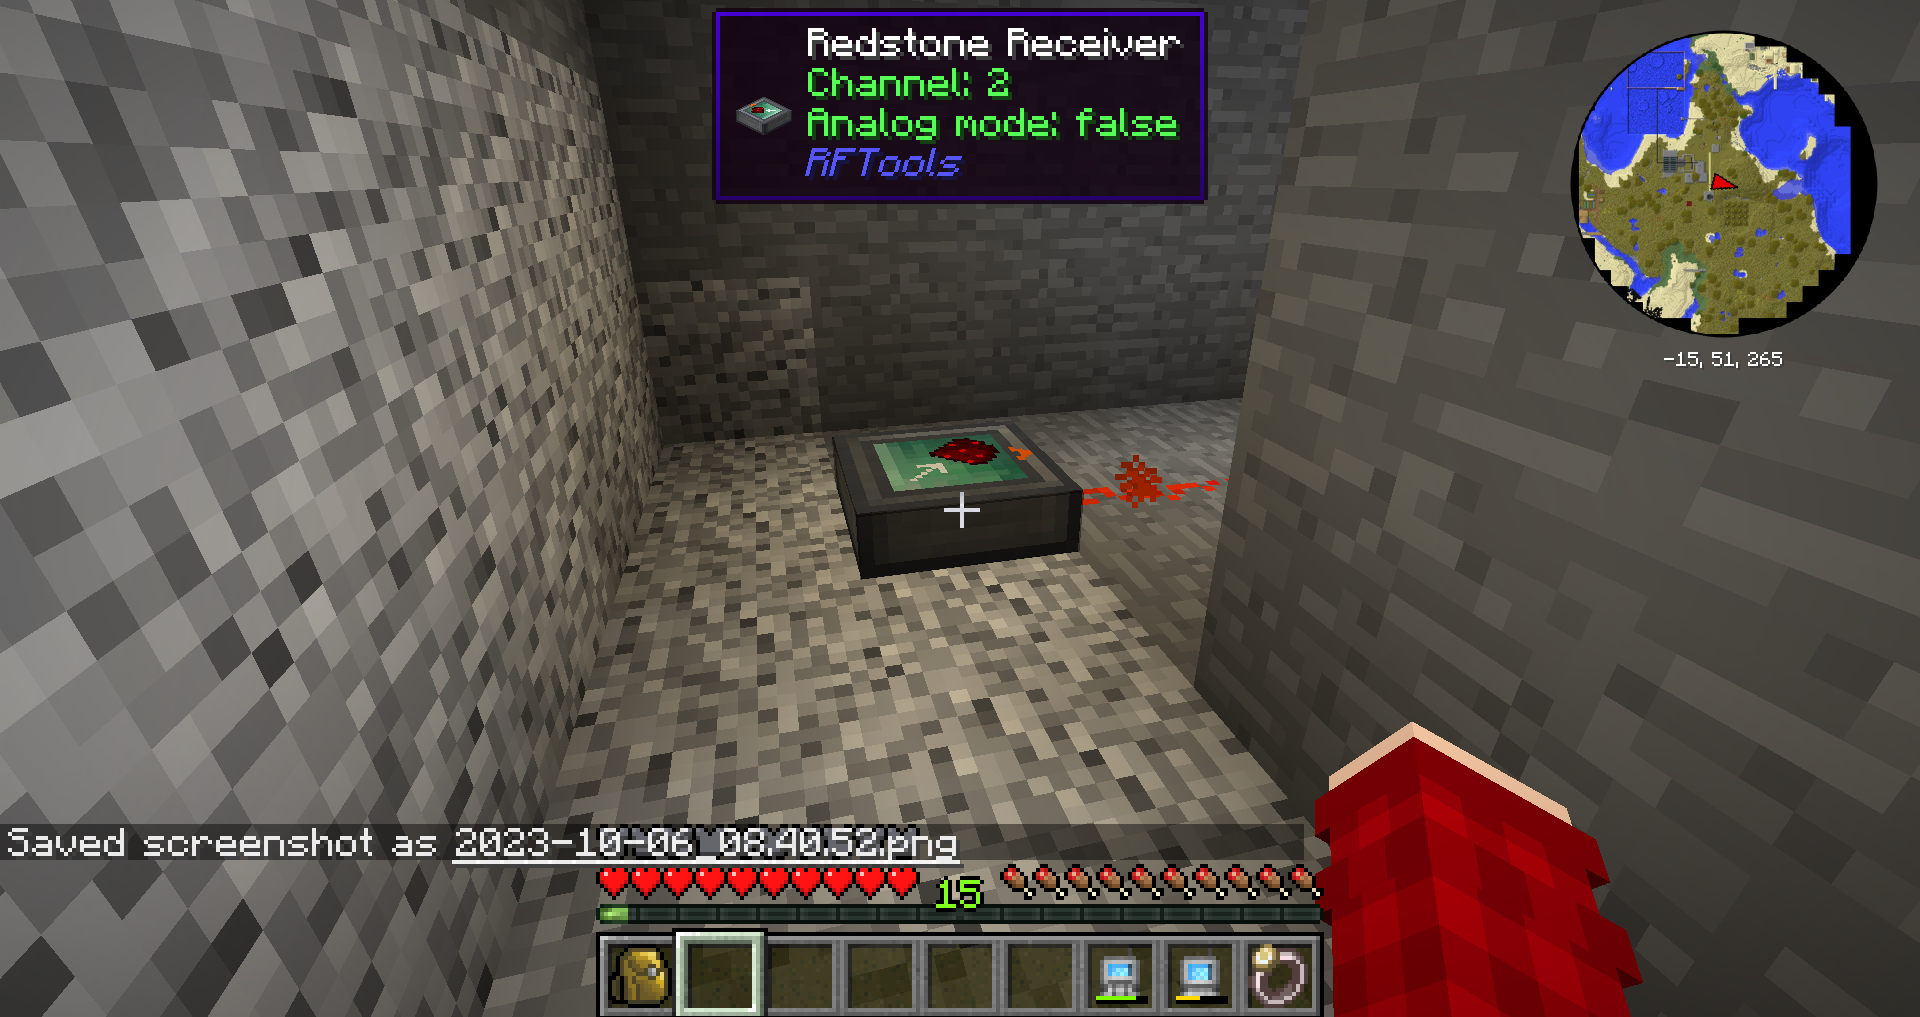 Redstone Receiver
Channel: 2
Analog mode: false
RFTools
-15, 51, 265
Saved screenshot as 2023-10-06_08.40.52.png
15